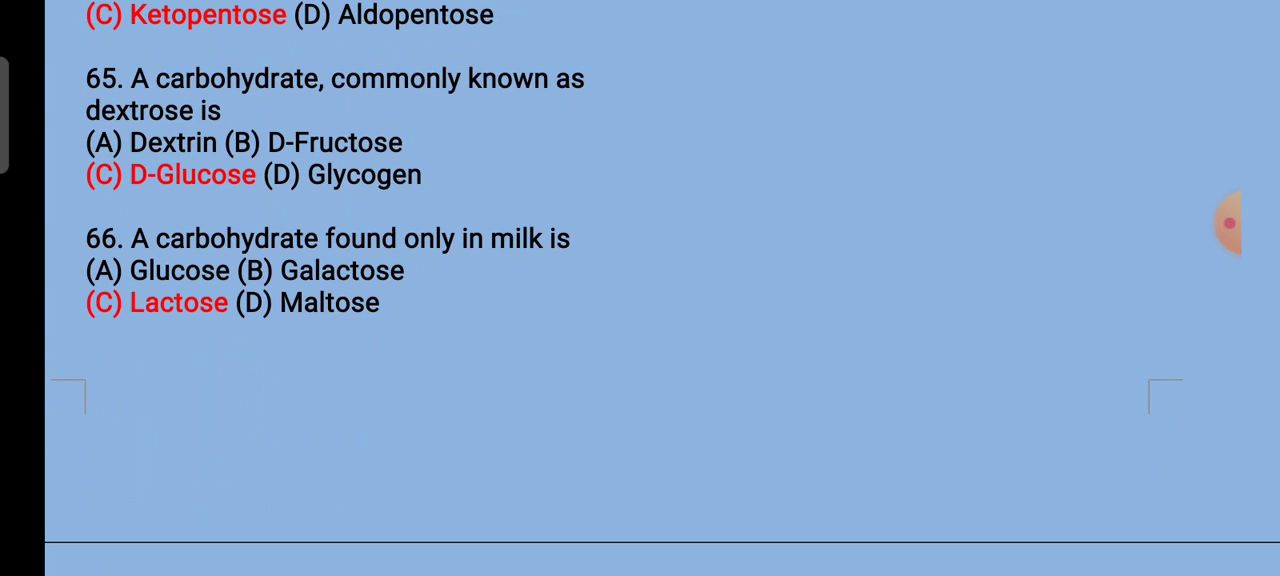 (C) Ketopentose (D) Aldopentose
65. A carbohydrate, commonly known as
dextrose is
(A) Dextrin (B) D-Fructose
(C) D-Glucose (D) Glycogen
66. A carbohydrate found only in milk is
(A) Glucose (B) Galactose
(C) Lactose (D) Maltose